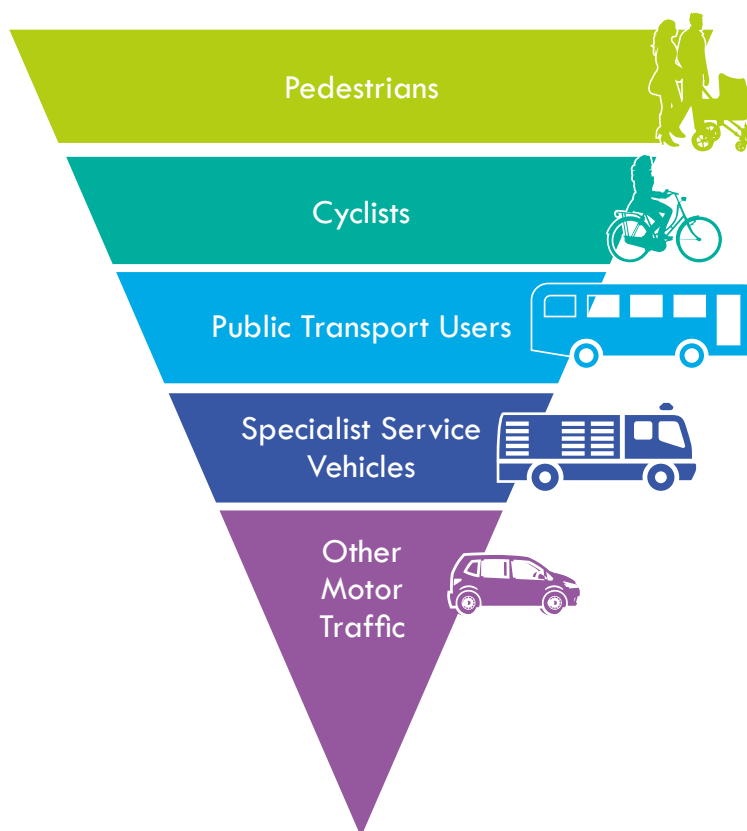 Pedestrians
Cyclists
Public Transport Users
Specialist Service
Vehicles
Other
Motor
Traffic